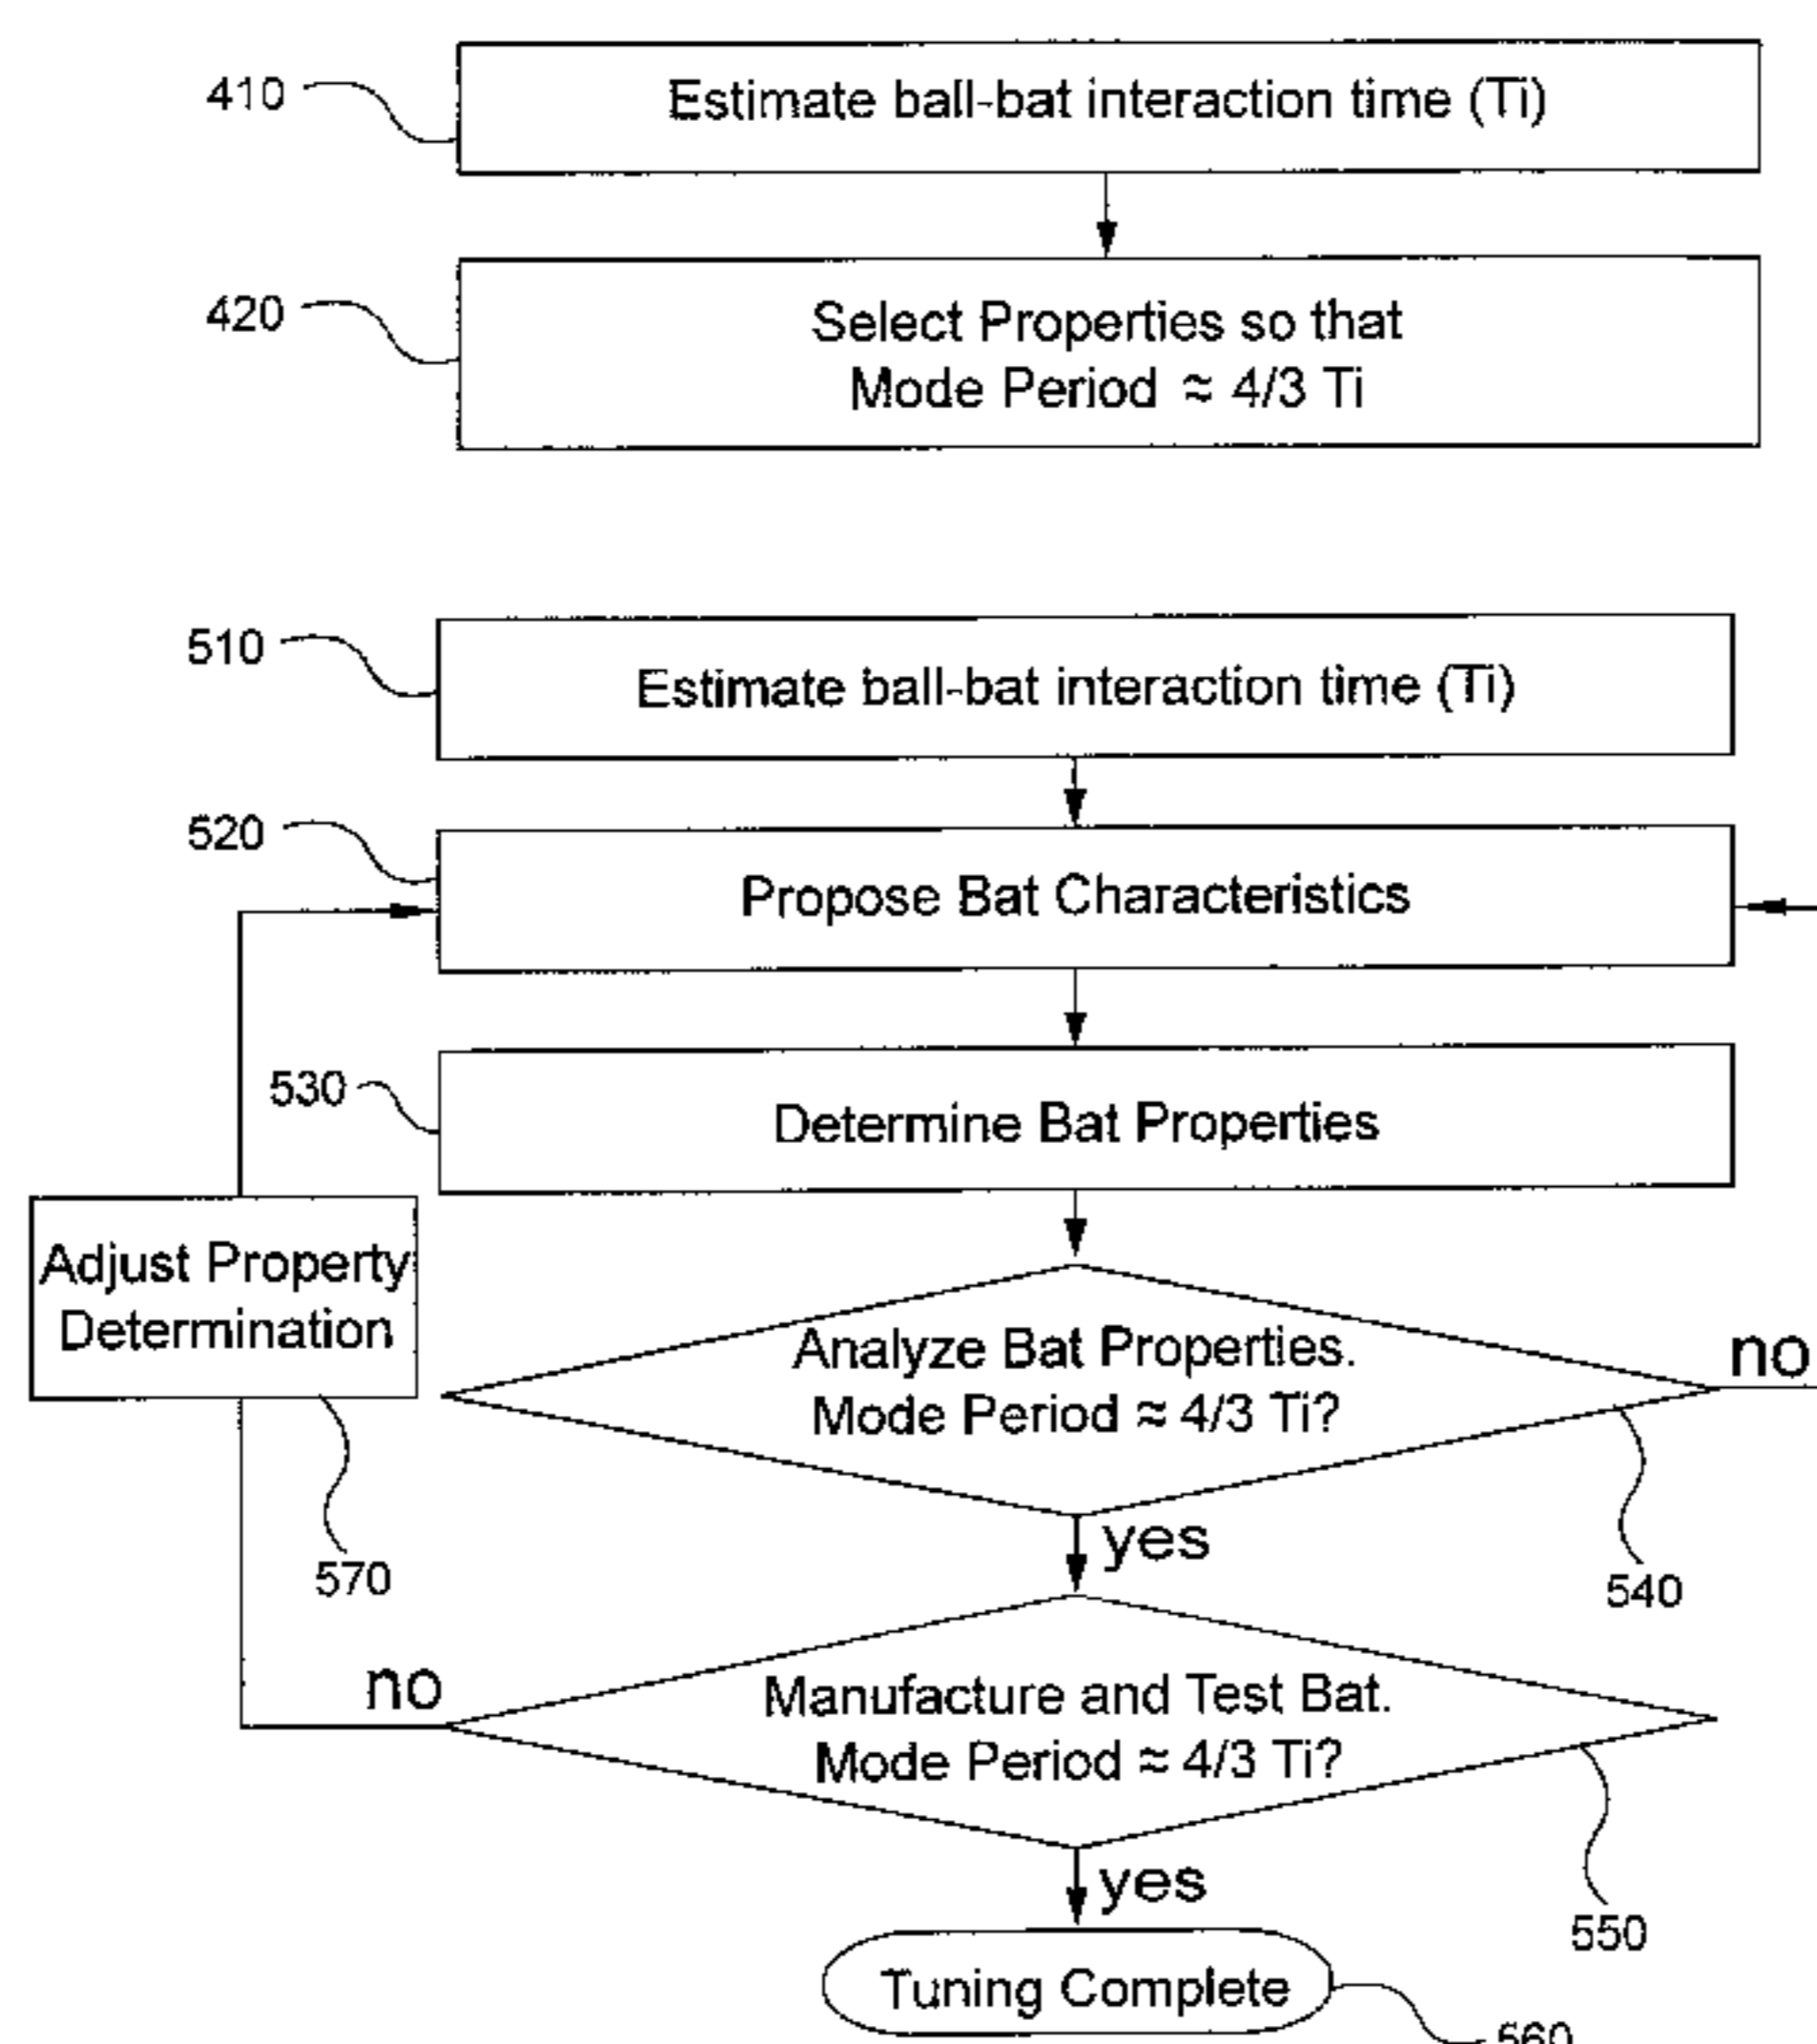 410
Estimate ball-bat interaction time (Ti)
420
Select Properties so that
Mode Period ≈ 4/3 Ti
510
Estimate ball-bat interaction time (Ti)
520
Propose Bat Characteristics
530
Determine Bat Properties
Adjust Property
Determination
570
Analyze Bat Properties.
Mode Period ≈ 4/3 Ti?
no
540
yes
no
Manufacture and Test Bat.
Mode Period ≈ 4/3 Ti?
550
yes
Tuning Complete
560